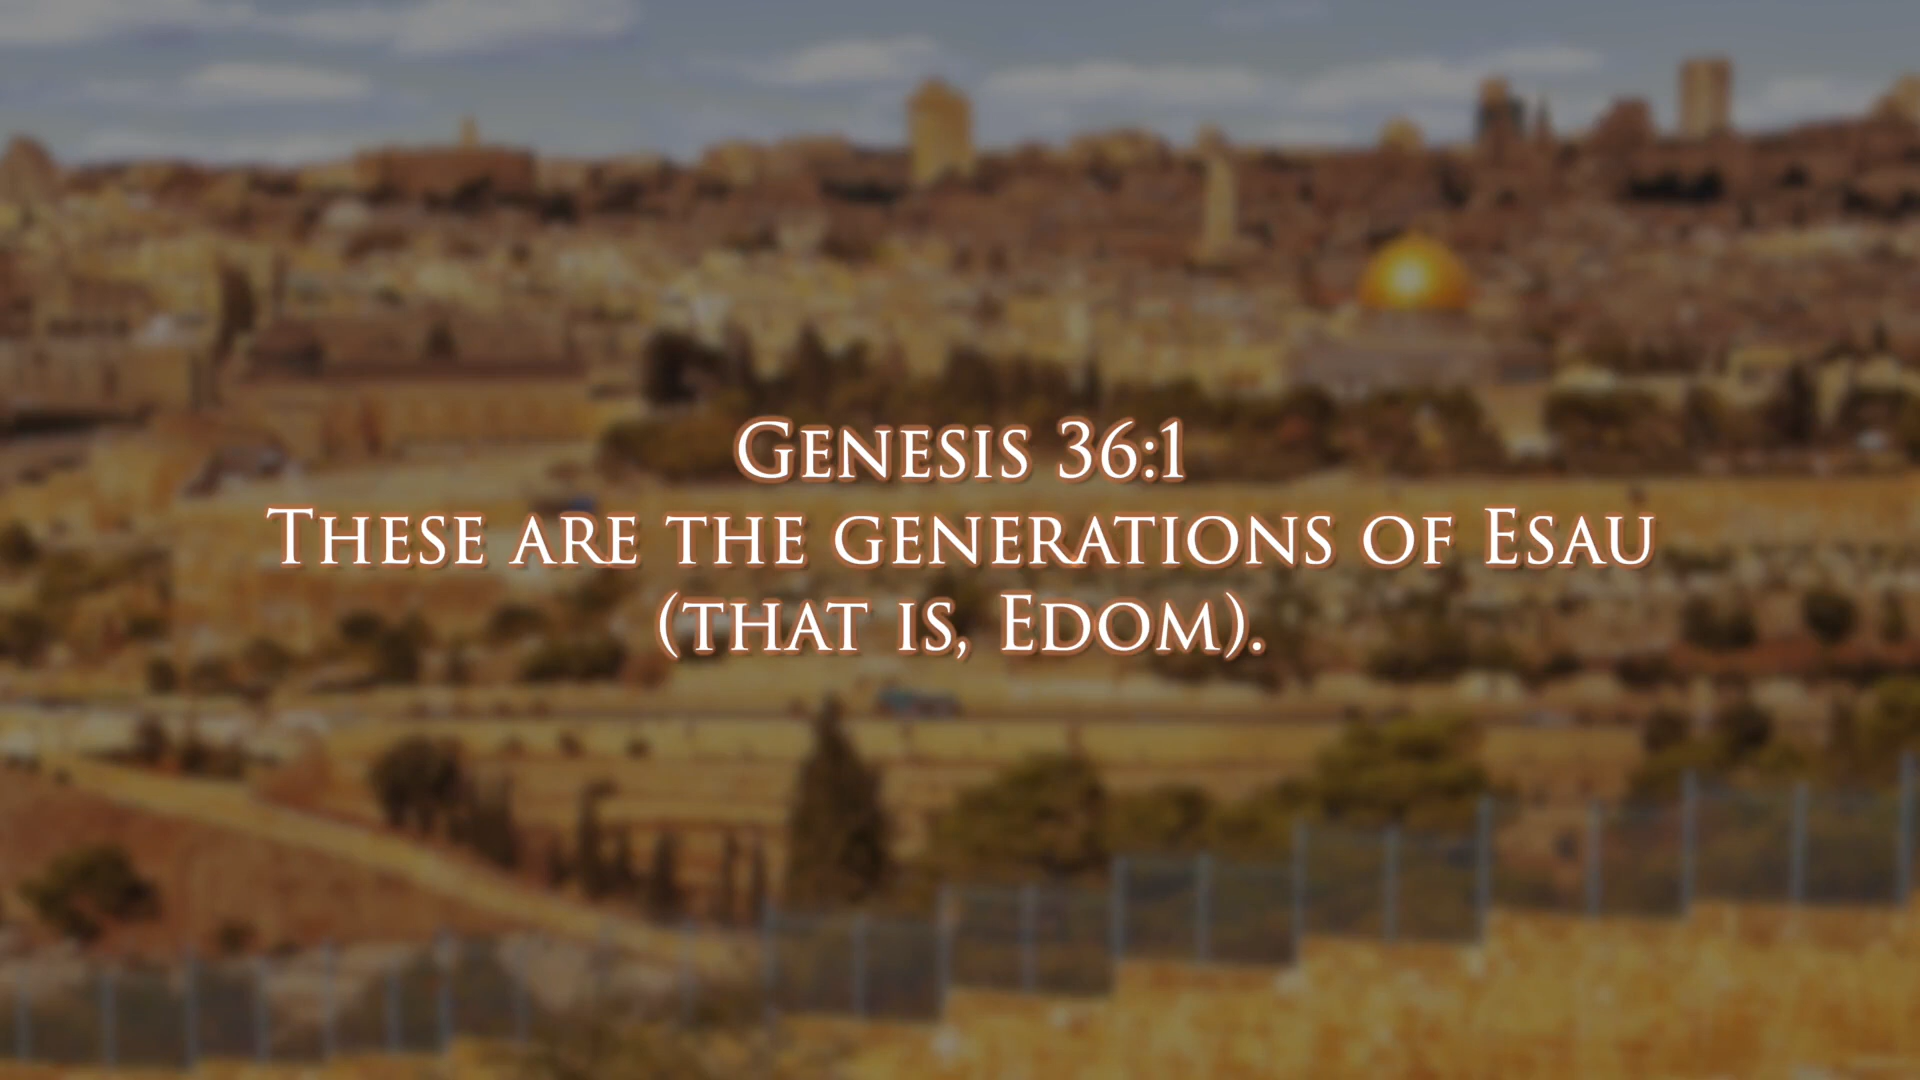 Genesis 36:1
These are the generations of Esau
(that is, Edom).